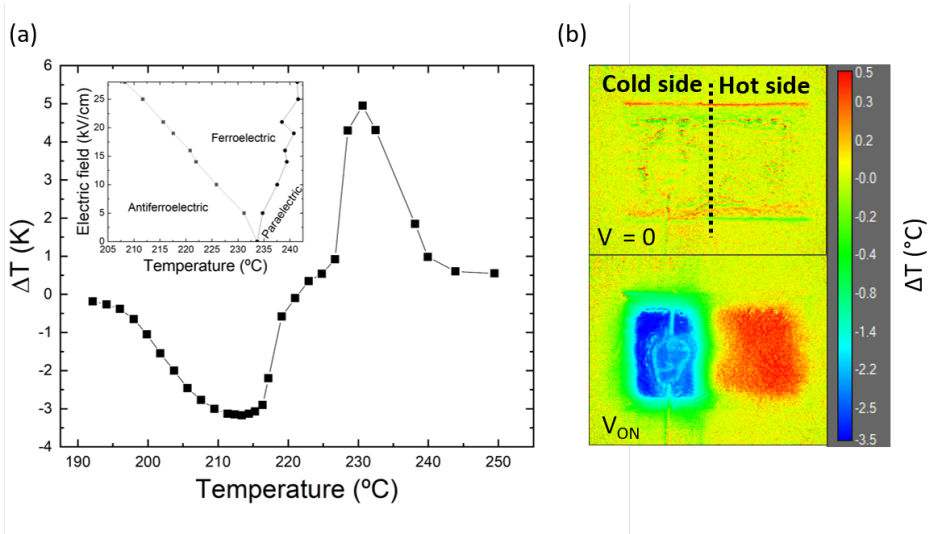 (a)
(b)
6
5
4
3
2
1
0
-1
-2
-3
-4
ΔT (K)
190 200 210 220 230 240 250
Temperature (ºC)
25
20
15
10
5
0
Electric field (kV/cm)
Ferroelectric
Antiferroelectric
Paraelectric
205 210 215 220 225 230 235 240
Temperature (ºC)
Cold side Hot side
V = 0
VON
0.5
0.3
0.2
-0.0
-0.2
-0.4
-0.8
-1.4
-2.2
-2.5
-3.5
ΔT (°C)